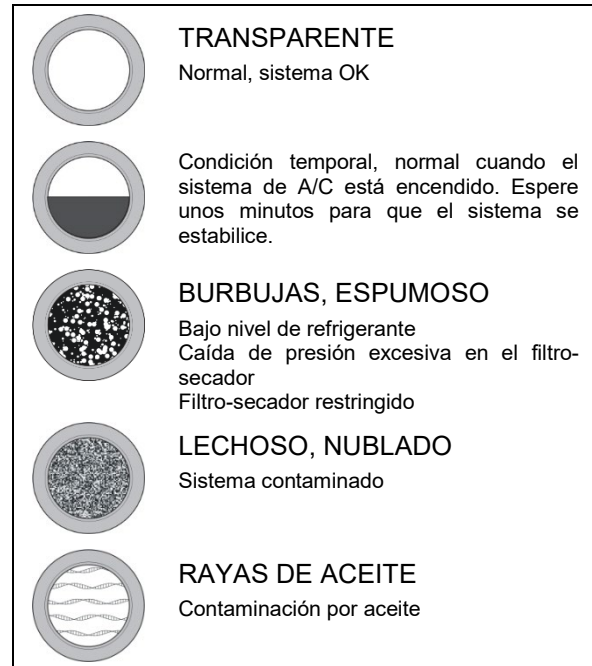 TRANSPARENTE
Normal, sistema OK
Condición temporal, normal cuando el
sistema de A/C está encendido. Espere
unos minutos para que el sistema se
estabilice.
BURBUJAS, ESPUMOSO
Bajo nivel de refrigerante
Caída de presión excesiva en el filtro-
secador
Filtro-secador restringido
LECHOSO, NUBLADO
Sistema contaminado
RAYAS DE ACEITE
Contaminación por aceite